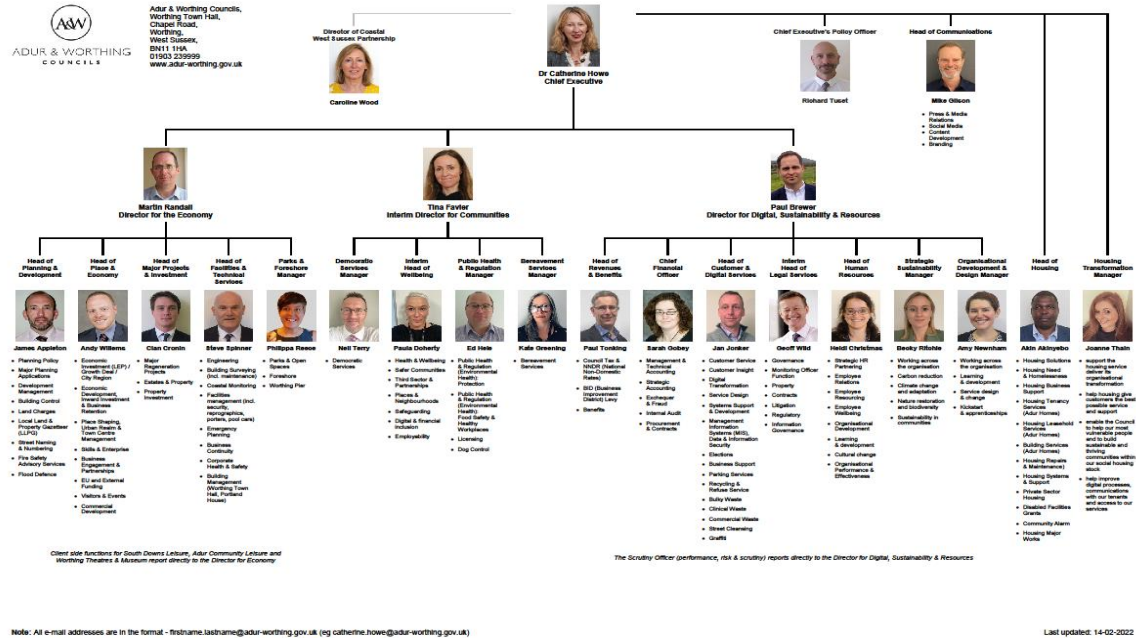 A&W
ADUR & WORTHING
COUNCILS
Adur & Worthing Councils,
Worthing Town Hall,
Chapel Road,
Worthing,
West Sussex,
BN11 1HA
01903 239999
www.adur-worthing.gov.uk
Director of Coastal
West Sussex Partnership
Caroline Wood
Dr Catherine Howe
Chief Executive
Chief Executive's Policy Officer
Richard Tuset
Head of Communications
Mike Gilson
• Press & Media
Relations
• Social Media
• Content
Development
• Branding
Martin Randall
Director for the Economy
Tina Favier
Interim Director for Communities
Paul Brewer
Director for Digital, Sustainability & Resources
Head of
Planning &
Development
James Appleton
• Planning Policy
• Major Planning
Applications
• Development
Management
• Building Control
• Land Charges
• Local Land &
Property Gazetteer
(LLPG)
• Street Naming
& Numbering
• Fire Safety
Advisory Services
• Flood Defence
Head of
Place &
Economy
Andy Willems
• Economic
Investment (LEP) /
Growth Deal /
City Region
• Economic
Development,
Inward Investment
& Business
Retention
• Place Shaping,
Urban Realm &
Town Centre
Management
• Skills & Enterprise
• Business
Engagement &
Partnerships
• EU and External
Funding
• Visitors & Events
• Commercial
Development
Head of
Major Projects
& Investment
Cian Cronin
• Major
Regeneration
Projects
• Estates & Property
• Property
Investment
Head of
Facilities &
Technical
Services
Steve Spinner
• Engineering
• Building Surveying
(incl. maintenance)
• Coastal Monitoring
• Facilities
management (incl.
security,
reprographics,
porters, pool cars)
• Emergency
Planning
• Business
Continuity
• Corporate
Health & Safety
• Building
Management
(Worthing Town
Hall, Portland
House)
Parks &
Foreshore
Manager
Philippa Reece
• Parks & Open
Spaces
• Foreshore
• Worthing Pier
Democratic
Services
Manager
Neil Terry
• Democratic
Services
Interim
Head of
Wellbeing
Paula Doherty
• Health & Wellbeing
• Safer Communities
• Third Sector &
Partnerships
• Places &
Neighbourhoods
• Safeguarding
• Digital & financial
inclusion
• Employability
Public Health
& Regulation
Manager
Ed Hele
• Public Health
& Regulation
(Environmental
Health):
Protection
• Public Health
& Regulation
(Environmental
Health):
Food Safety &
Healthy
Workplaces
• Licensing
• Dog Control
Bereavement
Services
Manager
Kate Greening
• Bereavement
Services
Head of
Revenues
& Benefits
Paul Tonking
• Council Tax &
NNDR (National
Non-Domestic
Rates)
• BID (Business
Improvement
District) Levy
• Benefits
Chief
Financial
Officer
Sarah Gobey
• Management &
Technical
Accounting
• Strategic
Accounting
• Exchequer
& Fraud
• Internal Audit
• Procurement
& Contracts
Head of
Customer &
Digital Services
Jan Jonker
• Customer Service
• Customer Insight
• Digital
Transformation
• Service Design
• Systems Support
& Development
• Management
Information
Systems (MIS),
Data & Information
Security
• Elections
• Business Support
• Parking Services
• Recycling &
Refuse Service
• Bulky Waste
• Clinical Waste
• Commercial Waste
• Street Cleansing
• Graffiti
Interim
Head of
Legal Services
Geoff Wild
• Governance
• Monitoring Officer
Function
• Property
• Contracts
• Litigation
• Regulatory
• Information
Governance
Head of
Human
Resources
Heidi Christmas
• Strategic HR
Partnering
• Employee
Relations
• Employee
Resourcing
• Employee
Wellbeing
• Organisational
Development
• Learning
& development
• Cultural change
• Organisational
Performance &
Effectiveness
Strategic
Sustainability
Manager
Becky Ritchie
• Working across
the organisation
• Carbon reduction
• Climate change
and adaptation
• Nature restoration
and biodiversity
• Sustainability in
communities
Organisational
Development &
Design Manager
Amy Newnham
• Working across
the organisation
• Learning
& development
• Service design
& change
• Kickstart
& apprenticeships
Head of
Housing
Akin Akinyebo
• Housing Solutions
• Housing Need
& Homelessness
• Housing Business
Support
• Housing Tenancy
Services
(Adur Homes)
• Housing Leasehold
Services
(Adur Homes)
• Building Services
(Adur Homes)
• Housing Repairs
& Maintenance)
• Housing Systems
& Support
• Private Sector
Housing
• Disabled Facilities
Grants
• Community Alarm
• Housing Major
Works
Housing
Transformation
Manager
Joanne Thain
• support the
housing service
deliver its
organisational
transformation
• help housing give
customers the best
possible service
and support
• enable the Council
to help our most
vulnerable people
and to build
sustainable and
thriving
communities within
our social housing
stock
• help improve
digital processes,
communications
with our tenants
and access to our
services
Client side functions for South Downs Leisure, Adur Community Leisure and
Worthing Theatres & Museum report directly to the Director for Economy
The Scrutiny Officer (performance, risk & scrutiny) reports directly to the Director for Digital, Sustainability & Resources
Note: All e-mail addresses are in the format - firstname.lastname@adur-worthing.gov.uk (eg catherine.howe@adur-worthing.gov.uk)
Last updated: 14-02-2022